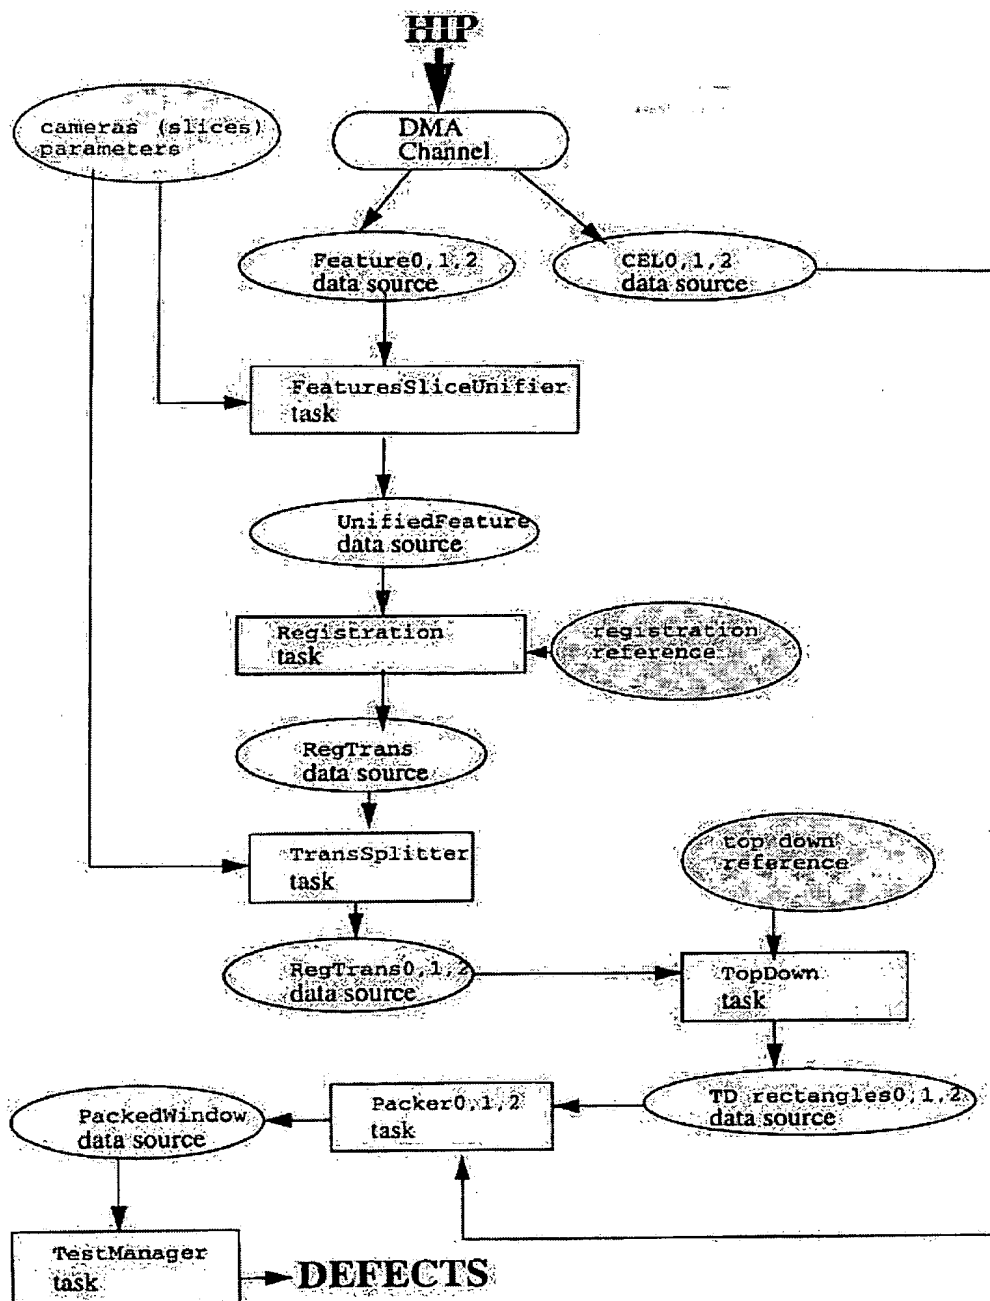 HIP
cameras (slices)
parameters
DMA
Channel
Feature0,1,2
data source
CEL0,1,2
data source
FeaturesSliceUnifier
task
UnifiedFeature
data source
Registration
task
registration
reference
RegTrans
data source
TransSplitter
task
top down
reference
RegTrans0,1,2
data source
TopDown
task
PackedWindow
data source
Packer0,1,2
task
TD rectangles0,1,2
data source
TestManager
task
DEFECTS